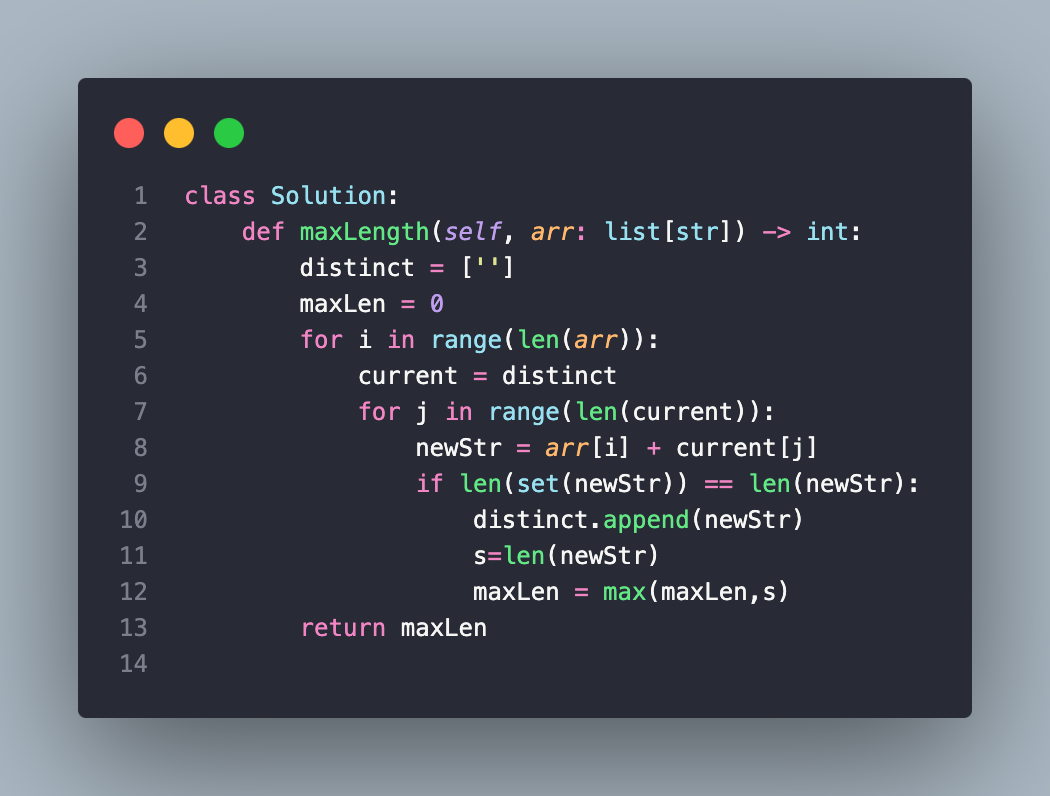 1 class Solution:
2     def maxLength(self, arr: list[str]) -> int:
3         distinct = ['']
4         maxLen = 0
5         for i in range(len(arr)):
6             current = distinct
7             for j in range(len(current)):
8                 newStr = arr[i] + current[j]
9                 if len(set(newStr)) == len(newStr):
10                     distinct.append(newStr)
11                     s=len(newStr)
12                     maxLen = max(maxLen,s)
13         return maxLen
14